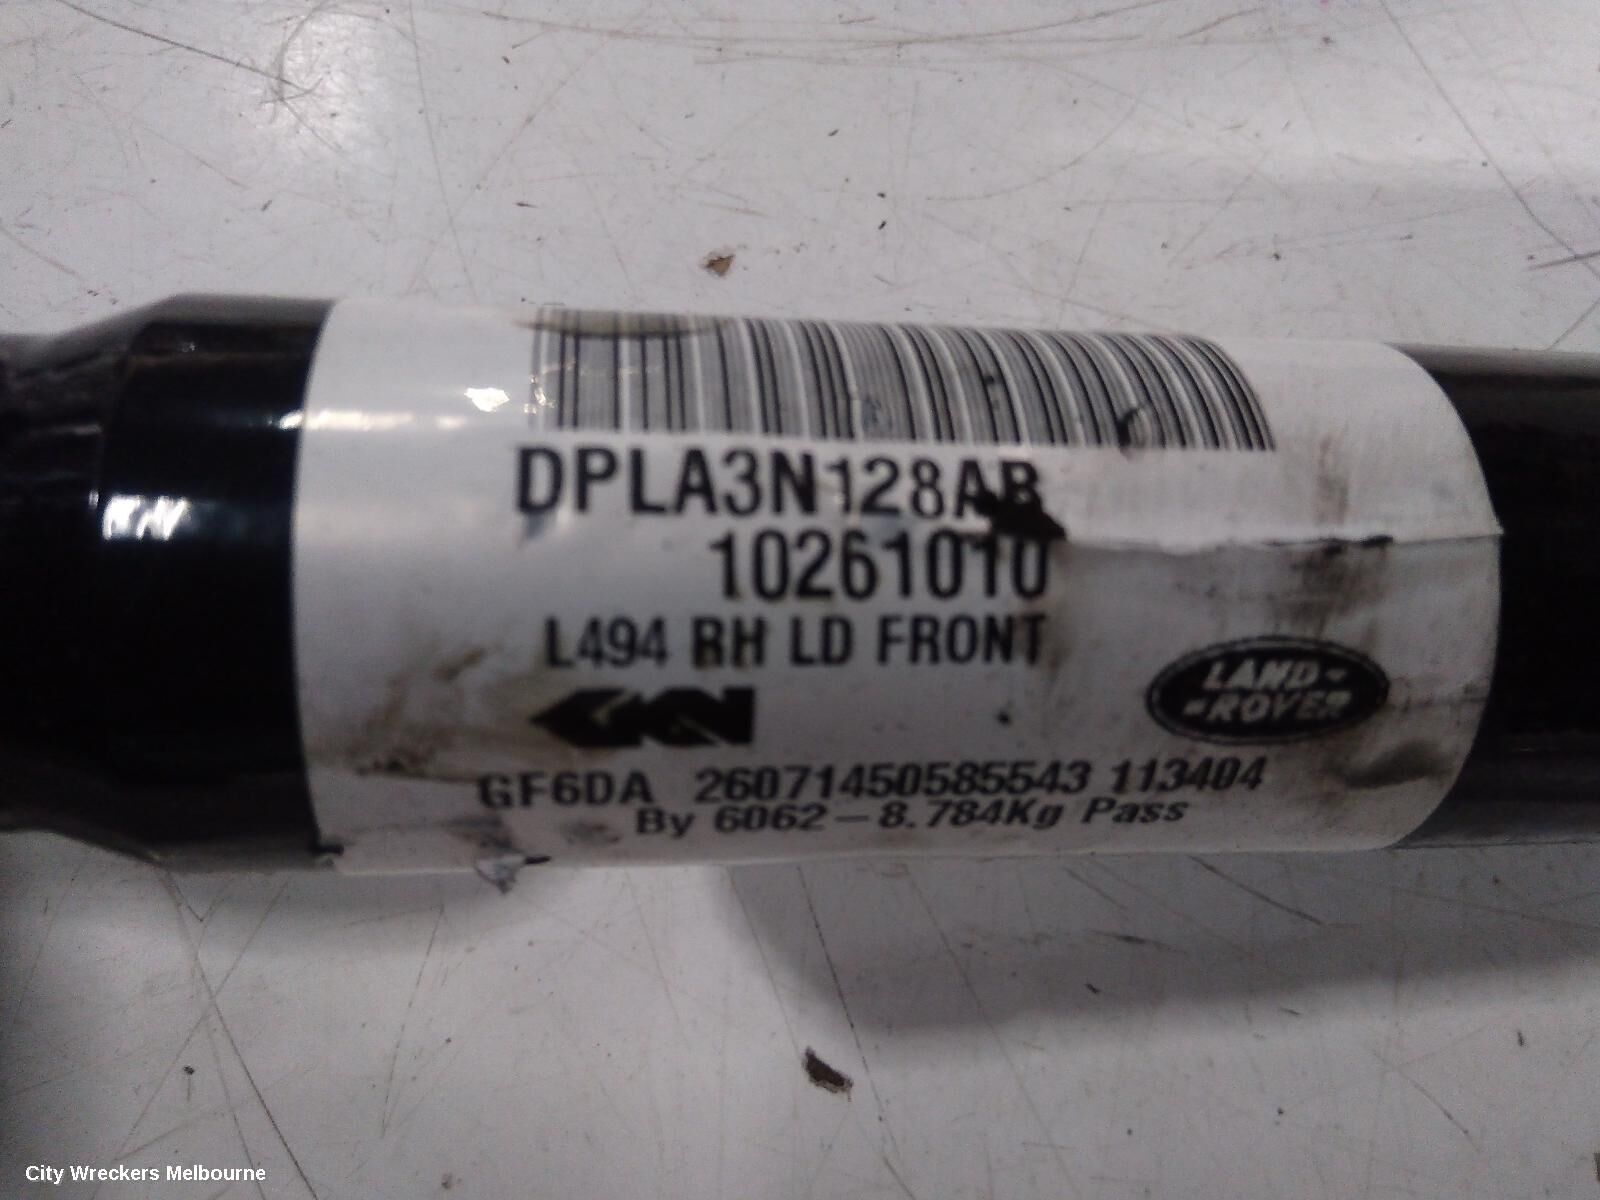 DPLA3N128AB
10261010
L494 RH LD FRONT
GKN
LAND-
-ROVER
GF6DA 26071450585543 113404
By 6062-8.784Kg Pass
City Wreckers Melbourne